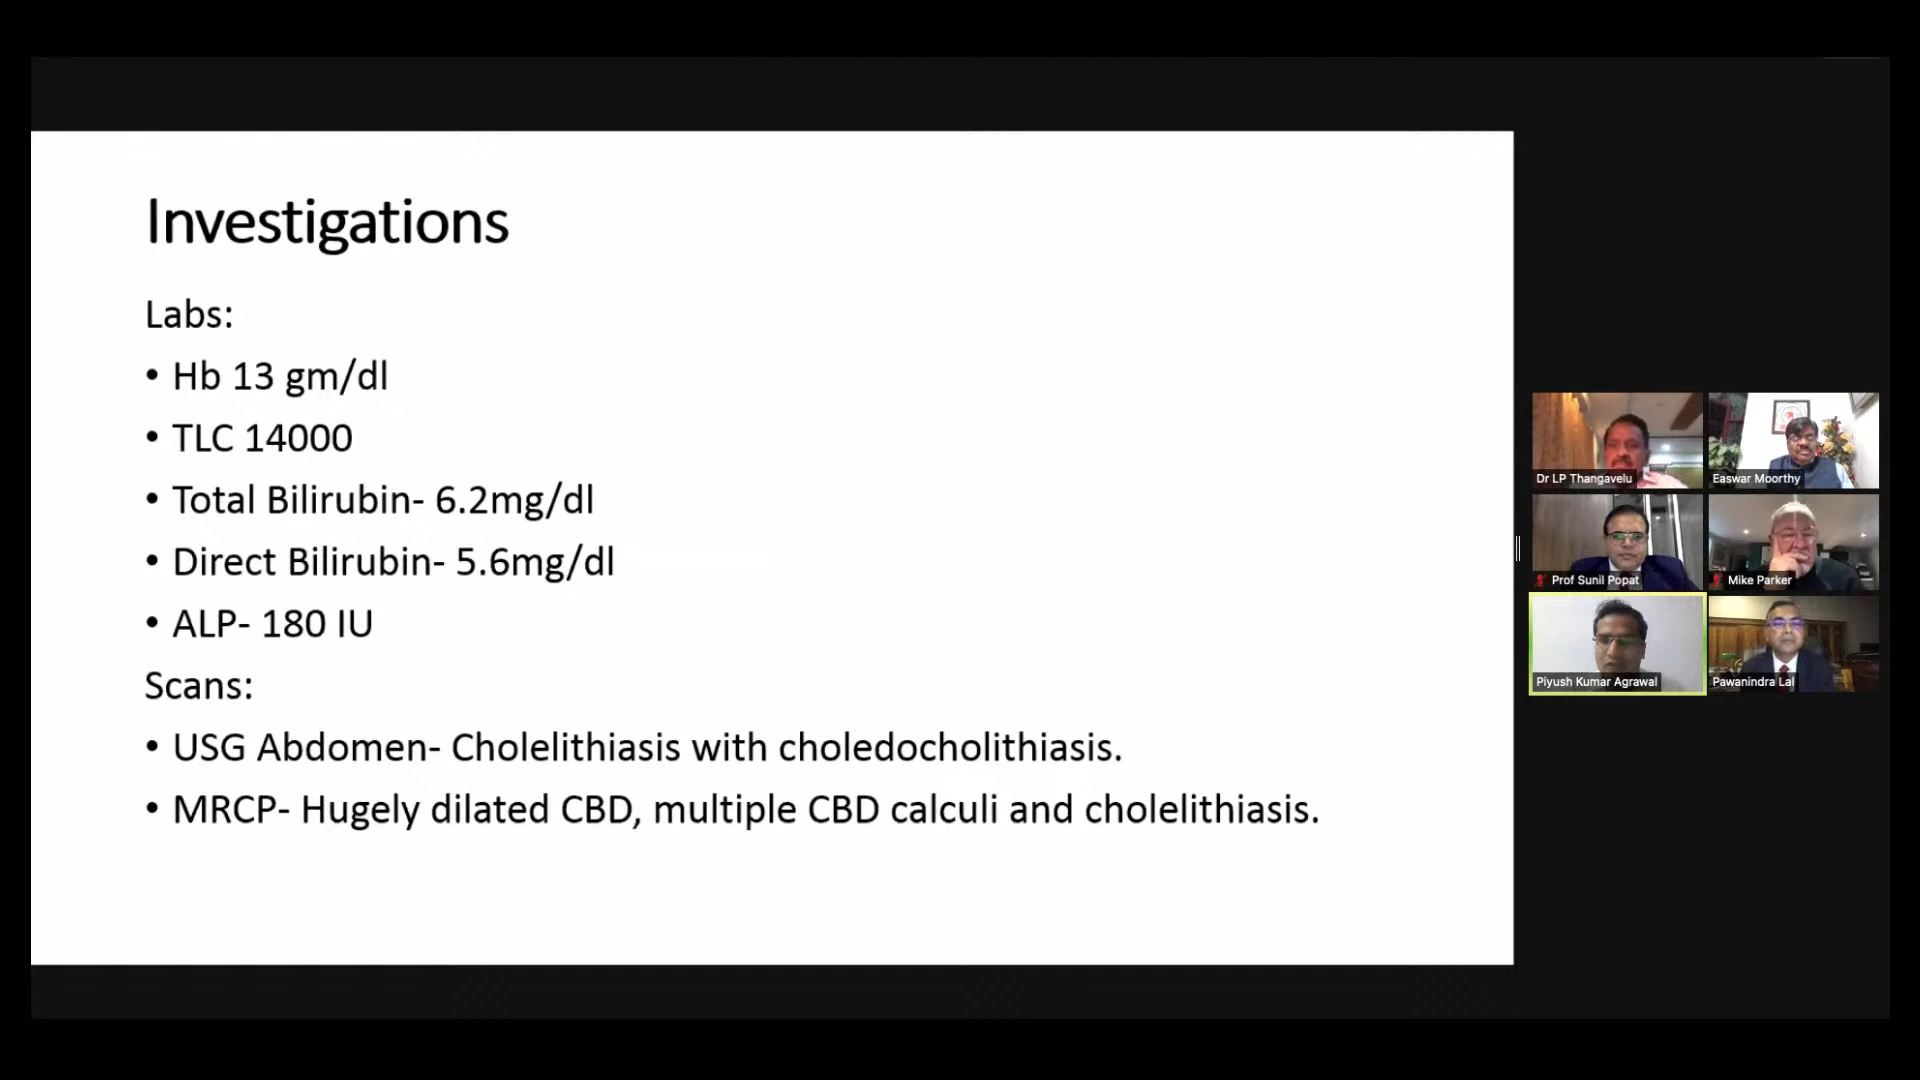 Investigations
Labs:
• Hb 13 gm/dl
• TLC 14000
• Total Bilirubin- 6.2mg/dl
• Direct Bilirubin- 5.6mg/dl
• ALP- 180 IU
Scans:
• USG Abdomen- Cholelithiasis with choledocholithiasis.
• MRCP- Hugely dilated CBD, multiple CBD calculi and cholelithiasis.
Dr LP Thangavelu
Easwar Moorthy
Prof Sunil Popat
Mike Parker
Piyush Kumar Agrawal
Pawanindra Lal